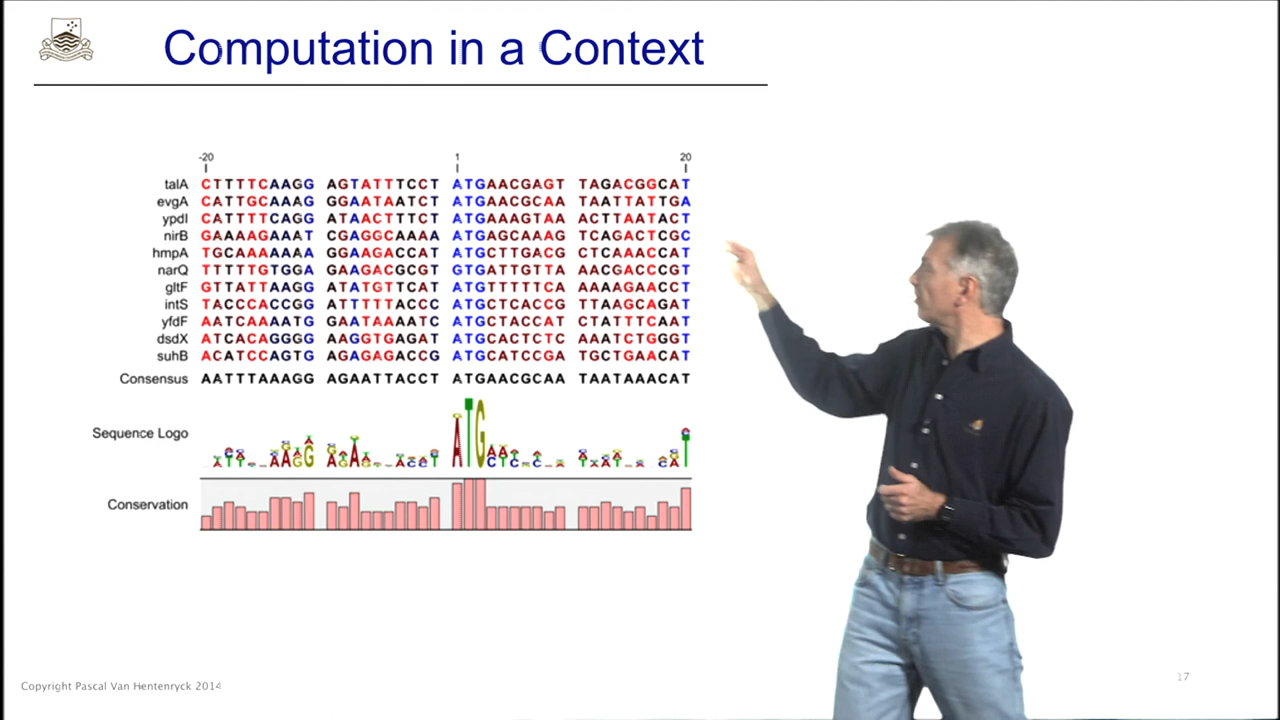 Computation in a Context
-20 1 20
talA CTTTTCAAGG AGTATTTCCT ATGAACGAGT TAGACGGCAT
evgA CATTGCAAAG GGAATAATCT ATGAACGCAA TAATTATTGA
ypdI CATTTTCAGG ATAACTTTCT ATGAAAGTAA ACTTAATACT
nirB GAAAAGAAAT CGAGGCAAAA ATGAGCAAAG TCAGACTCGC
hmpA TGCAAAAAAA GGAAGACCAT ATGCTTGACG CTCAAACCAT
narQ TTTTTGTGGA GAAGACGCGT GTGATTGTTA AACGACCCGT
gltF GTTATTAAGG ATATGTTCAT ATGTTTTTCA AAAAGAACCT
intS TACCCACCGG ATTTTTACCC ATGCTCACCG TTAAGCAGAT
yfdF AATCAAAATG GAATAAAATC ATGCTACCAT CTATTTCAAT
dsdX ATCACAGGGG AAGGTGAGAT ATGCACTCTC AAATCTGGGT
suhB ACATCCAGTG AGAGAGACCG ATGCATCCGA TGCTGAACAT
Consensus AATTTAAAGG AGAATTACCT ATGAACGCAA TAATAAACAT
Sequence Logo ATG
Conservation
Copyright Pascal Van Hentenryck 2014
17